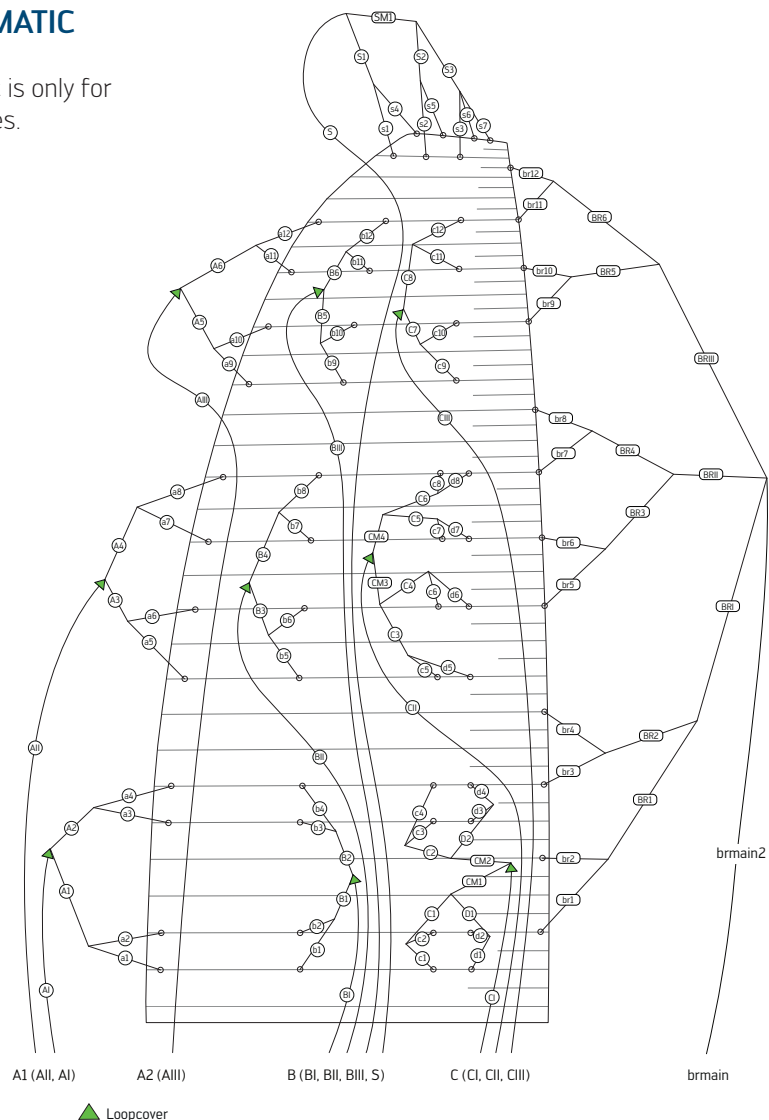 MATIC
is only for
es.
SM1
S1
S2
S3
s4
s5
s6
s7
s1
s2
s3
S
br12
br11
BR6
a12
a11
A6
b12
b11
B6
c12
c11
C8
br10
BR5
br9
A5
a10
a9
B5
b10
b9
C7
c10
c9
BRIII
AIII
BIII
CIII
br8
BR4
br7
BRII
a8
a7
A4
b8
b7
B4
c8
d8
C6
C5
c7
d7
CM4
BR3
br6
CM3
C4
c6
d6
br5
A3
a6
a5
B3
b6
b5
C3
c5
d5
BRI
CII
AII
BII
br4
BR2
br3
a4
a3
A2
b4
b3
B2
c4
c3
C2
d4
d3
D2
CM2
BR1
br2
brmain2
A1
B1
CM1
br1
a2
a1
b2
b1
C1
D1
c2
d2
c1
d1
AI
BI
CI
A1 (AII, AI)
A2 (AIII)
B (BI, BII, BIII, S)
C (CI, CII, CIII)
brmain
Loopcover